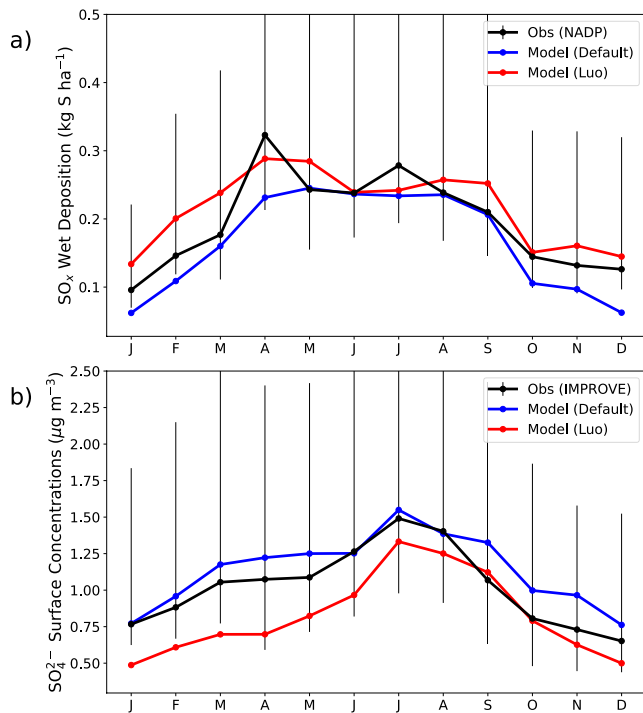 a)
SOₓ Wet Deposition (kg S ha⁻¹)
0.5
0.4
0.3
0.2
0.1
Obs (NADP)
Model (Default)
Model (Luo)
J F M A M J J A S O N D
b)
SO₄²⁻ Surface Concentrations (μg m⁻³)
2.50
2.25
2.00
1.75
1.50
1.25
1.00
0.75
0.50
Obs (IMPROVE)
Model (Default)
Model (Luo)
J F M A M J J A S O N D